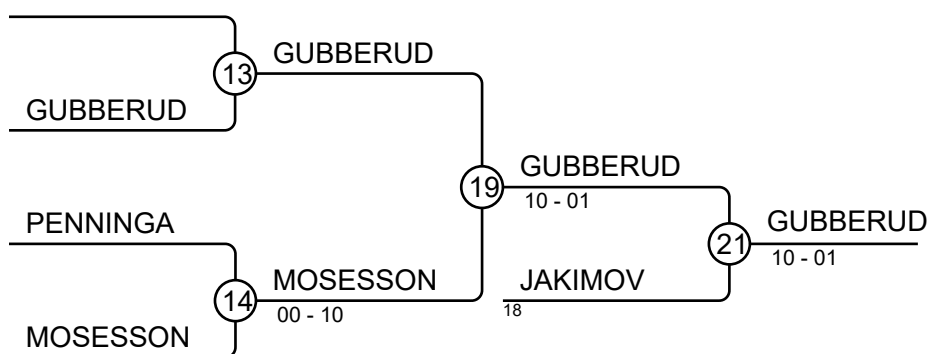 GUBBERUD
13
GUBBERUD
GUBBERUD
19
10 - 01
GUBBERUD
21
10 - 01
PENNINGA
14
MOSESSON
00 - 10
JAKIMOV
18
MOSESSON
GUBBERUD